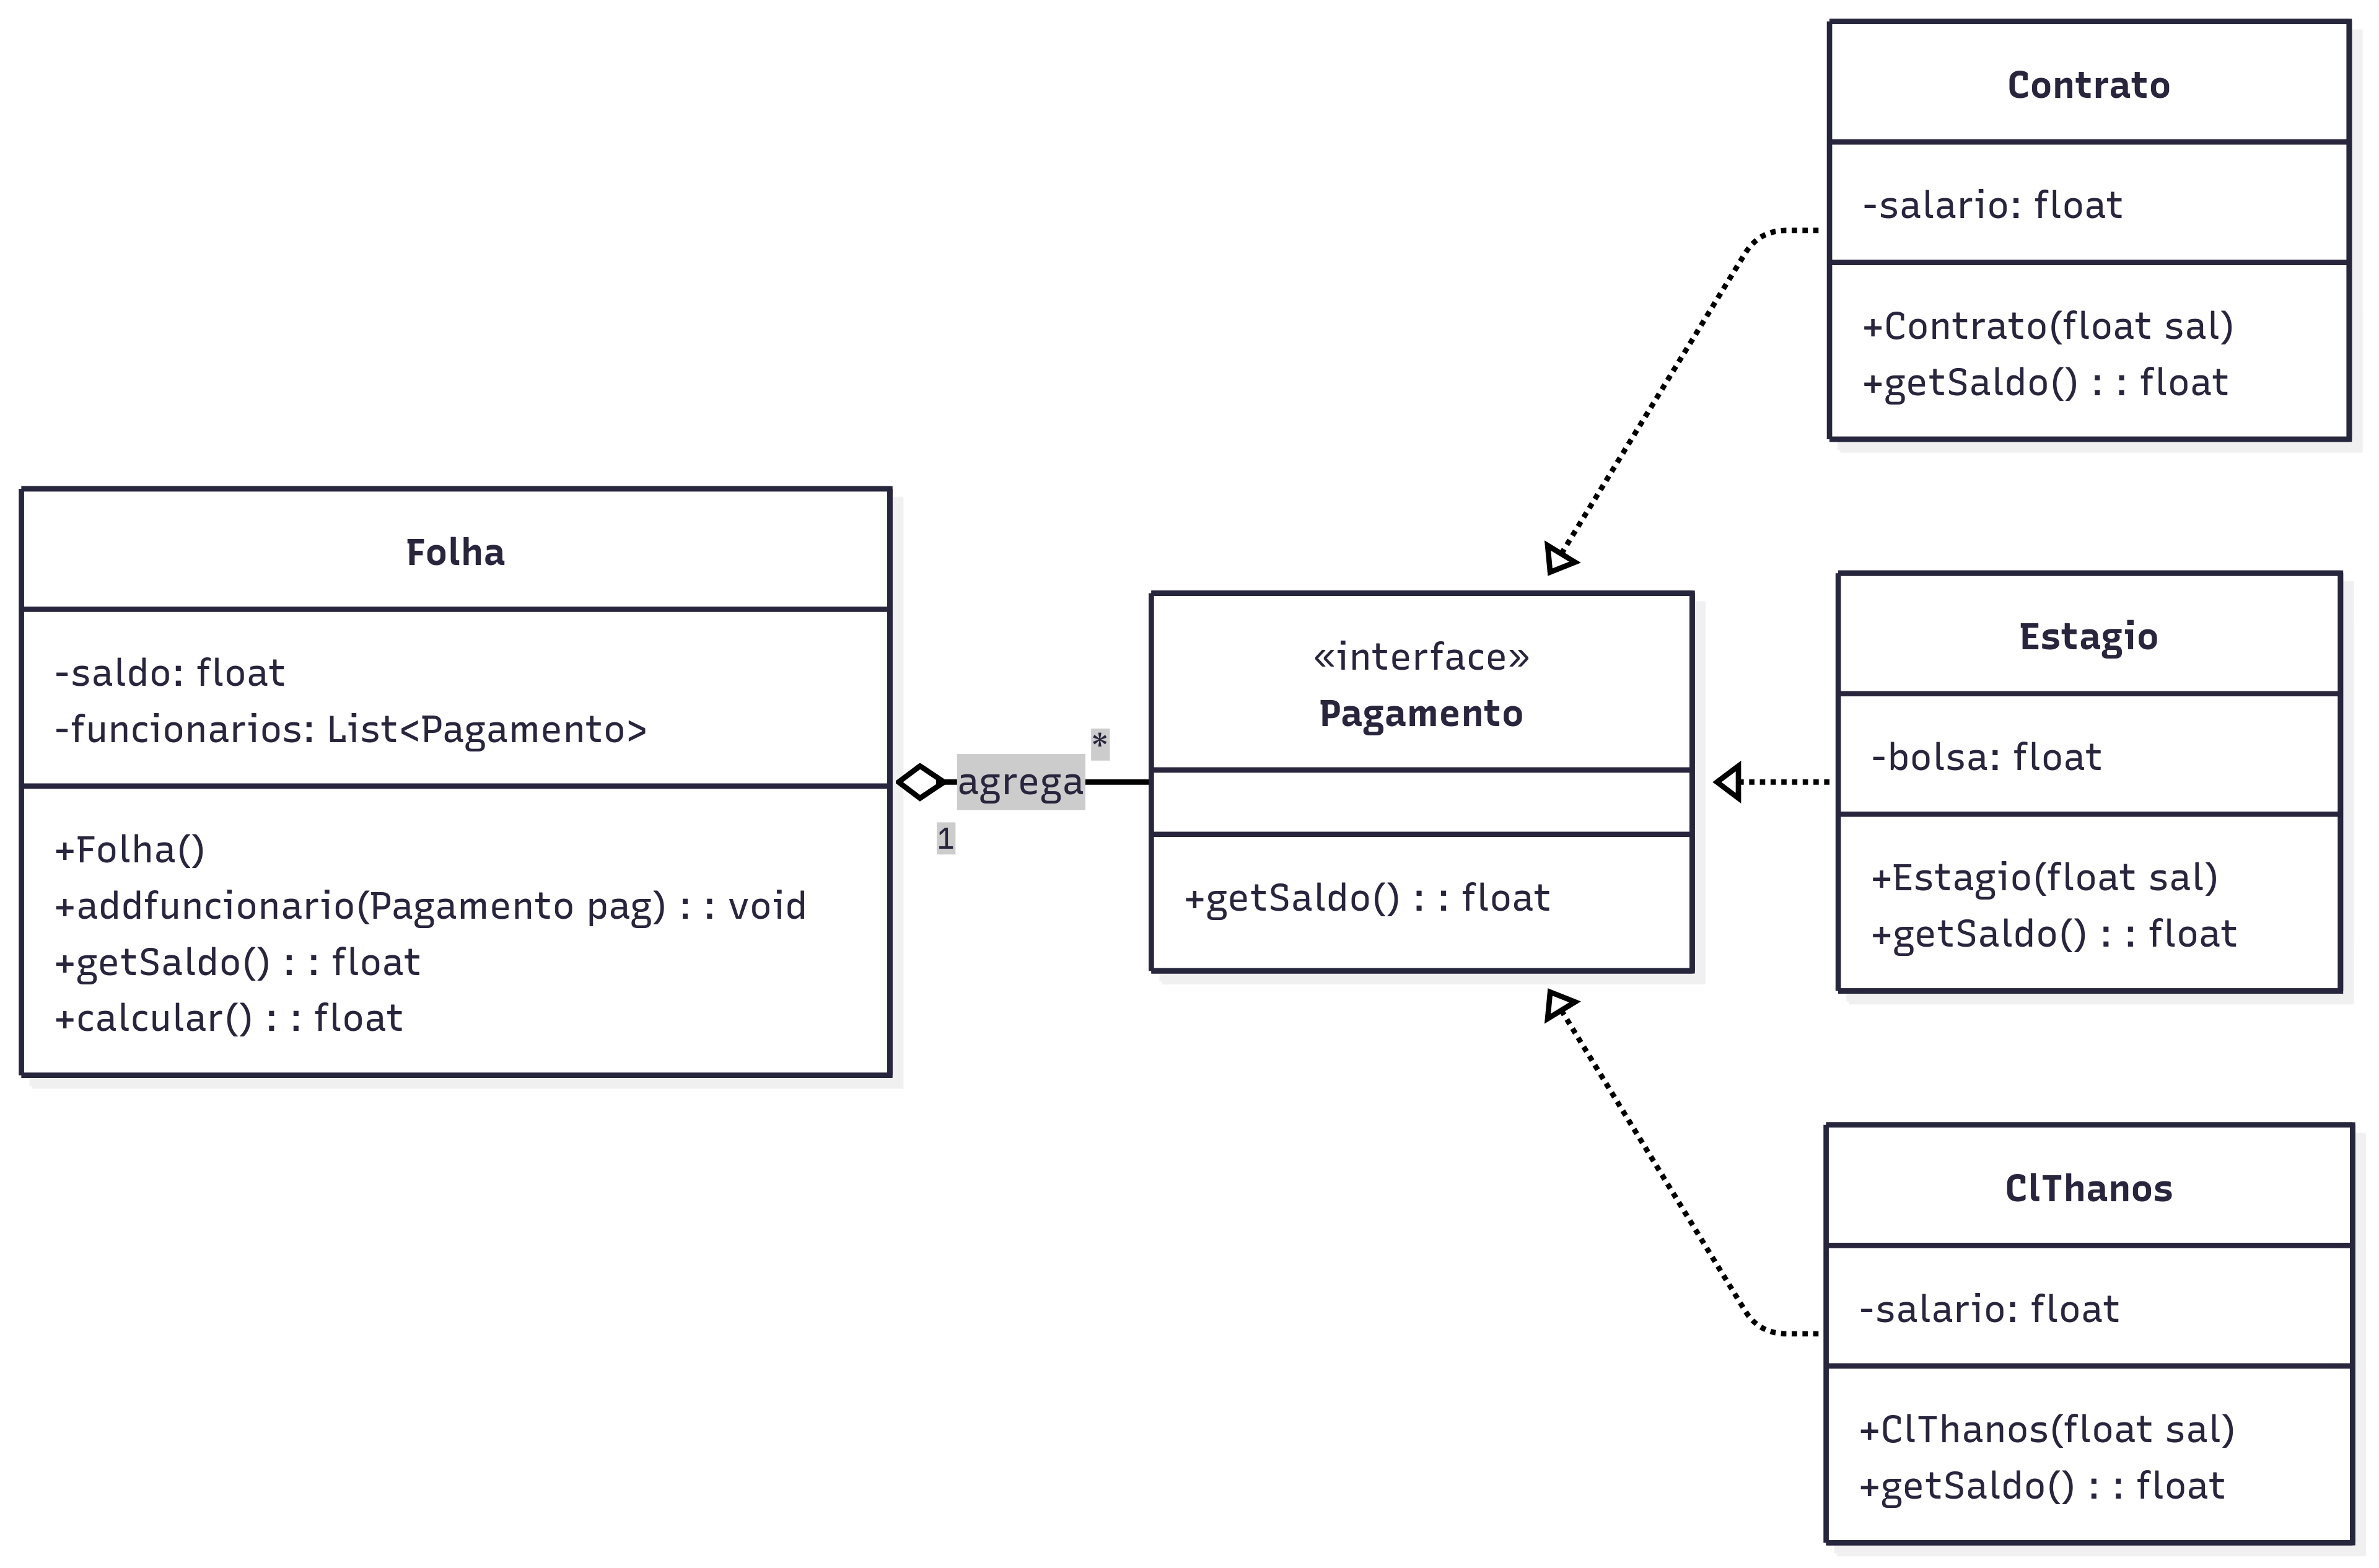 Folha
-saldo: float
-funcionarios: List<Pagamento>
+Folha()
+addfuncionario(Pagamento pag) : : void
+getSaldo() : : float
+calcular() : : float
agrega
*
1
«interface»
Pagamento
+getSaldo() : : float
Contrato
-salario: float
+Contrato(float sal)
+getSaldo() : : float
Estagio
-bolsa: float
+Estagio(float sal)
+getSaldo() : : float
ClThanos
-salario: float
+ClThanos(float sal)
+getSaldo() : : float